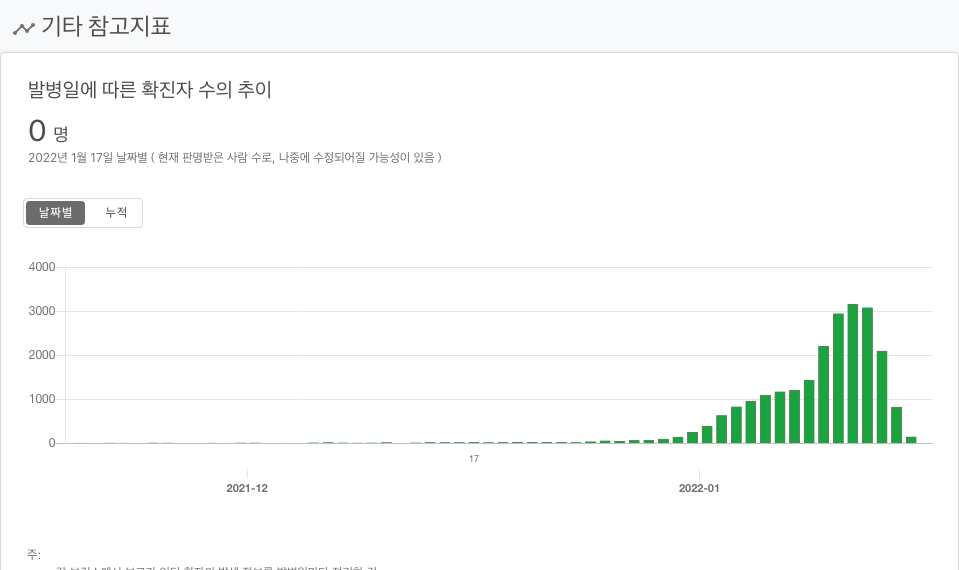 기타 참고지표
발병일에 따른 확진자 수의 추이
0 명
2022년 1월 17일 날짜별 ( 현재 판명받은 사람 수로, 나중에 수정되어질 가능성이 있음 )
날짜별 누적
4000
3000
2000
1000
0
17
2021-12 2022-01
주: